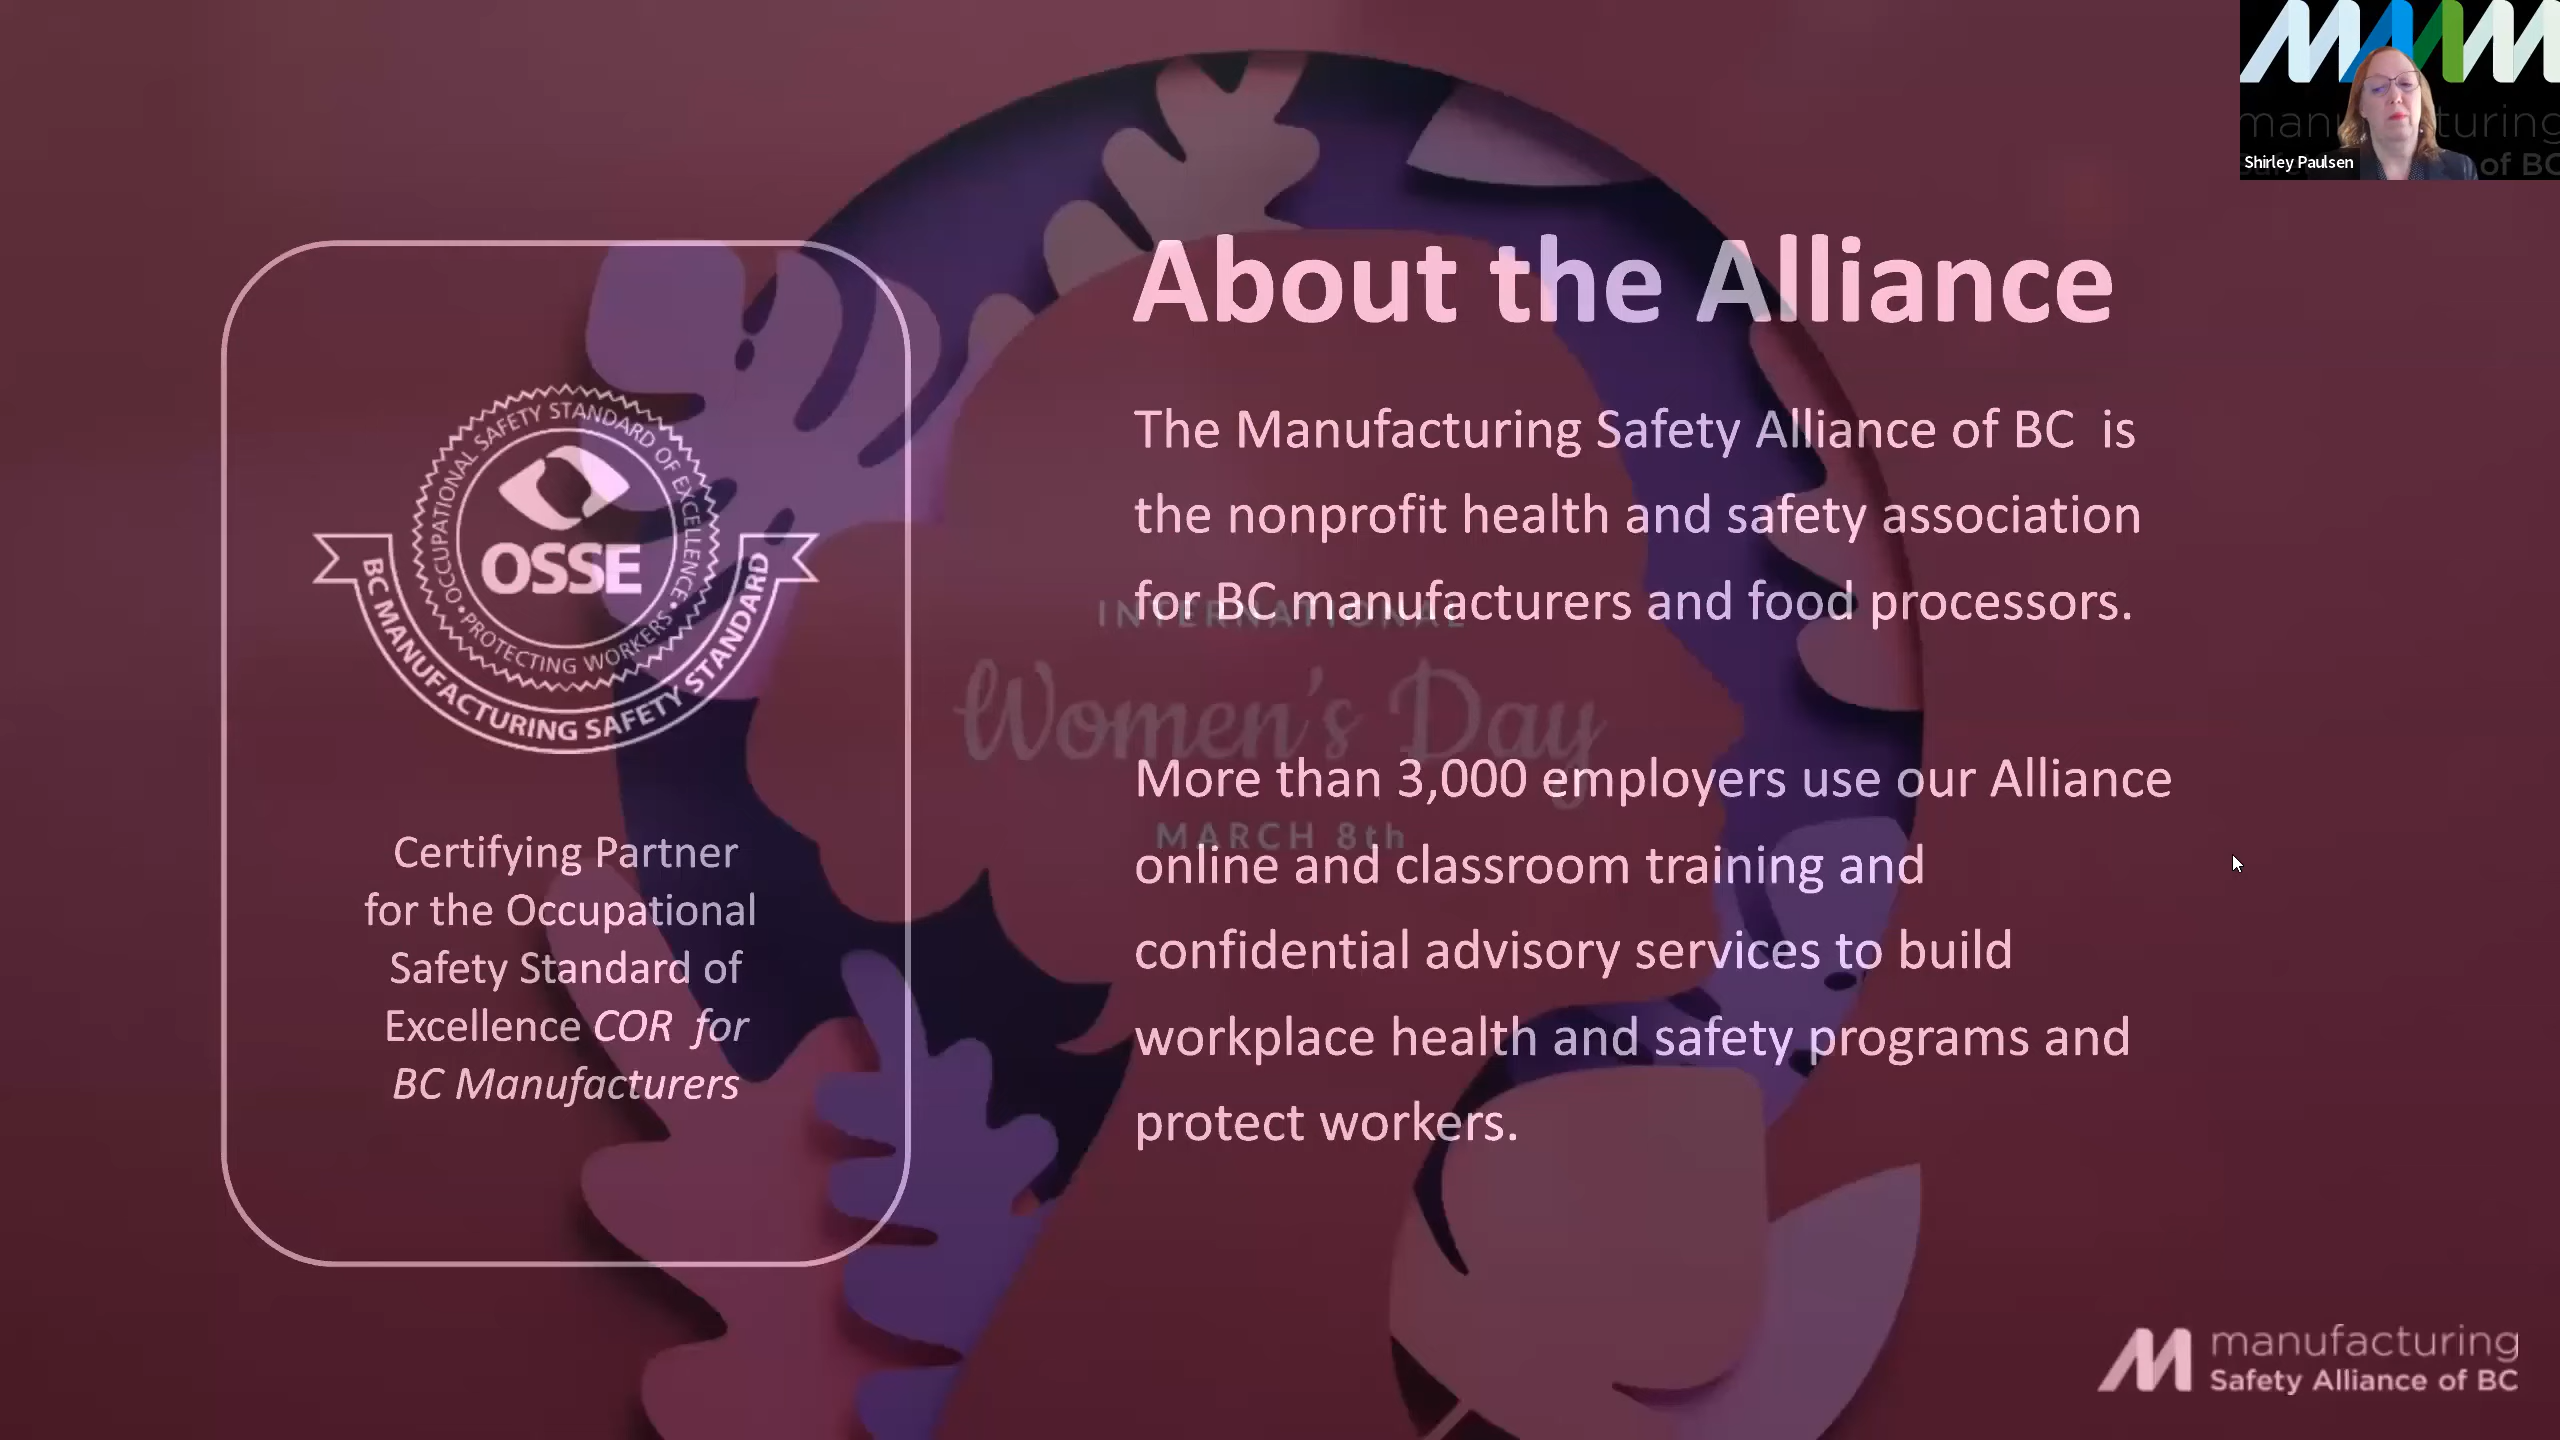 manufacturing
of BC
Shirley Paulsen
About the Alliance
The Manufacturing Safety Alliance of BC is
the nonprofit health and safety association
for BC manufacturers and food processors.
More than 3,000 employers use our Alliance
online and classroom training and
confidential advisory services to build
workplace health and safety programs and
protect workers.
INTERNATIONAL
Women's Day
MARCH 8th
OCCUPATIONAL SAFETY STANDARD OF EXCELLENCE
• PROTECTING WORKERS •
OSSE
BC MANUFACTURING SAFETY STANDARD
Certifying Partner
for the Occupational
Safety Standard of
Excellence COR for
BC Manufacturers
manufacturing
Safety Alliance of BC